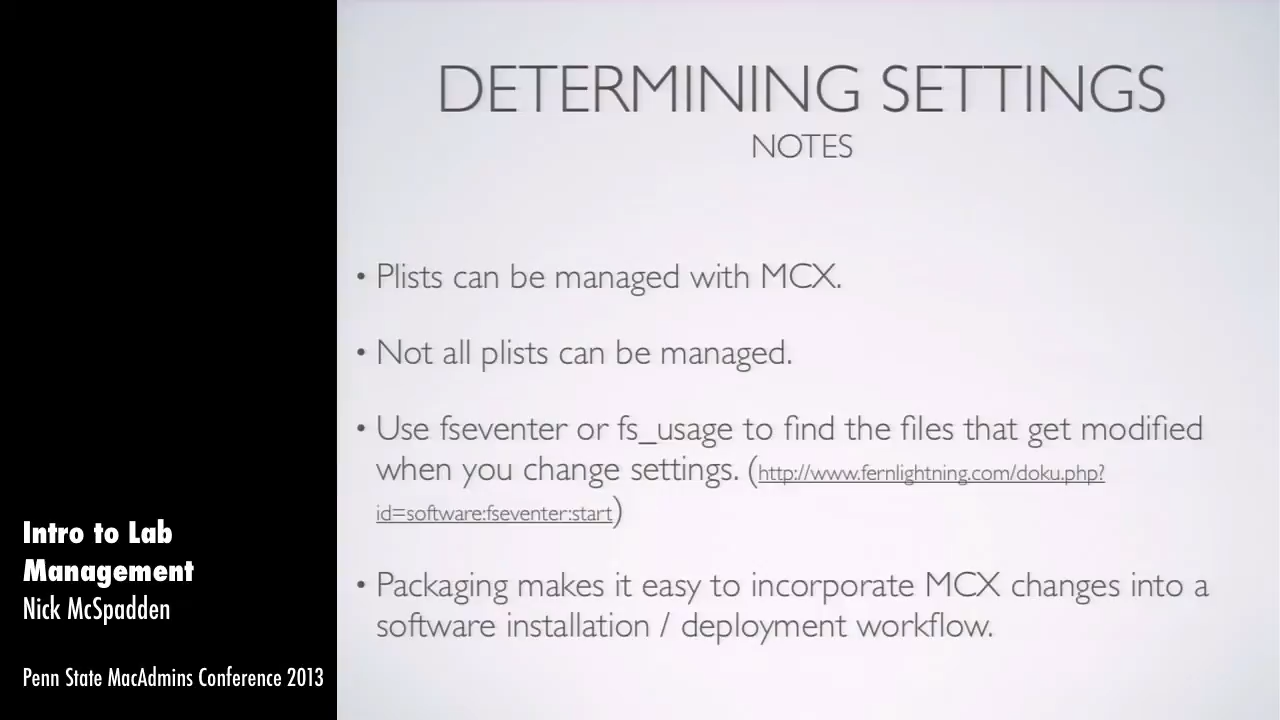 DETERMINING SETTINGS
NOTES
• Plists can be managed with MCX.
• Not all plists can be managed.
• Use fseventer or fs_usage to find the files that get modified
when you change settings. (http://www.fernlightning.com/doku.php?
id=software:fseventer:start)
• Packaging makes it easy to incorporate MCX changes into a
software installation / deployment workflow.
Intro to Lab
Management
Nick McSpadden
Penn State MacAdmins Conference 2013